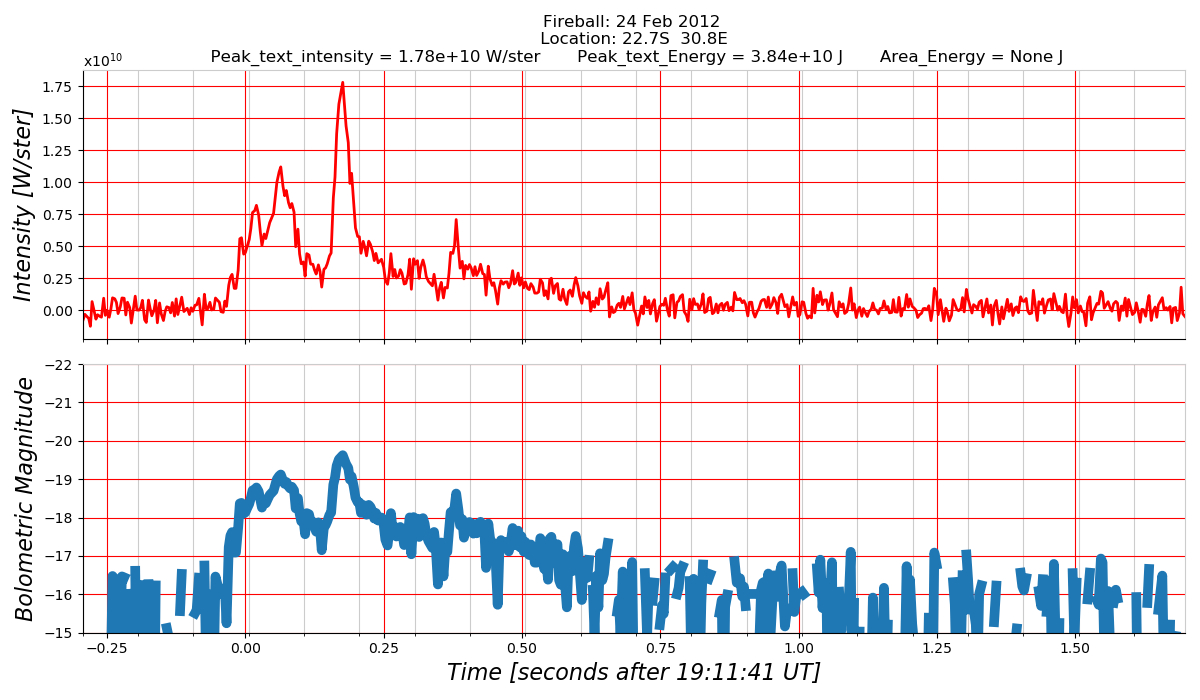 Fireball: 24 Feb 2012
Location: 22.7S  30.8E
Peak_text_intensity = 1.78e+10 W/ster       Peak_text_Energy = 3.84e+10 J       Area_Energy = None J
x10¹⁰
1.75
1.50
1.25
1.00
0.75
0.50
0.25
0.00
Intensity [W/ster]
−22
−21
−20
−19
−18
−17
−16
−15
Bolometric Magnitude
−0.25 0.00 0.25 0.50 0.75 1.00 1.25 1.50
Time [seconds after 19:11:41 UT]